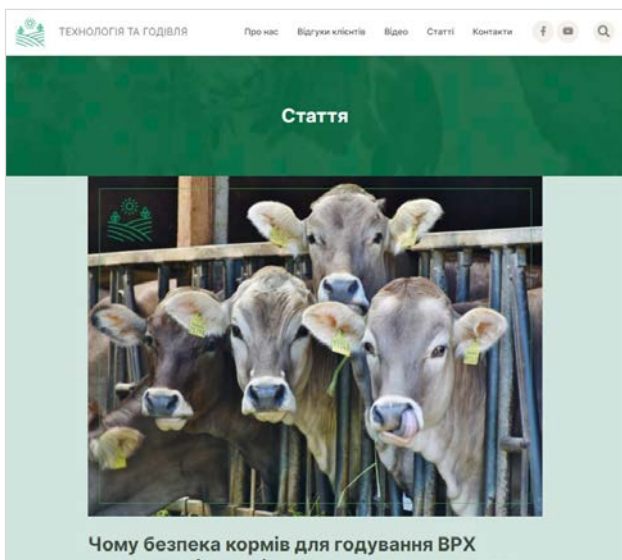 ТЕХНОЛОГІЯ ТА ГОДІВЛЯ
Про нас Відгуки клієнтів Відео Статті Контакти
Стаття
Чому безпека кормів для годування ВРХ